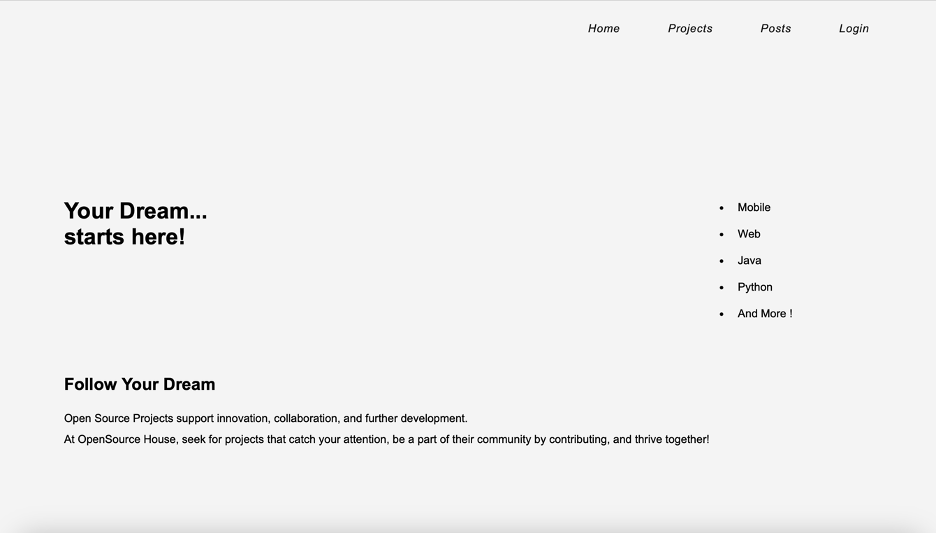 Home Projects Posts Login
Your Dream...
starts here!
Mobile
Web
Java
Python
And More !
Follow Your Dream
Open Source Projects support innovation, collaboration, and further development.
At OpenSource House, seek for projects that catch your attention, be a part of their community by contributing, and thrive together!